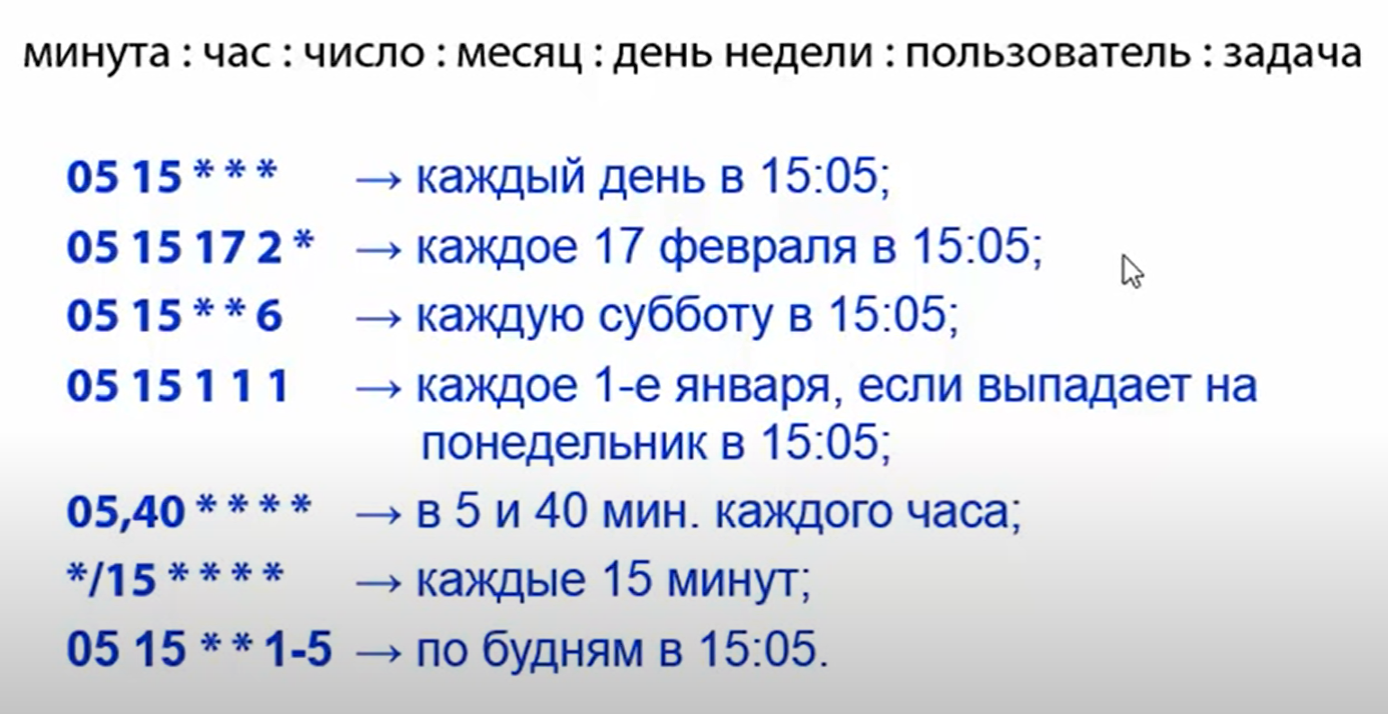 минута : час : число : месяц : день недели : пользователь : задача
05 15 * * * → каждый день в 15:05;
05 15 17 2 * → каждое 17 февраля в 15:05;
05 15 * * 6 → каждую субботу в 15:05;
05 15 1 1 1 → каждое 1-е января, если выпадает на
понедельник в 15:05;
05,40 * * * * → в 5 и 40 мин. каждого часа;
*/15 * * * * → каждые 15 минут;
05 15 * * 1-5 → по будням в 15:05.